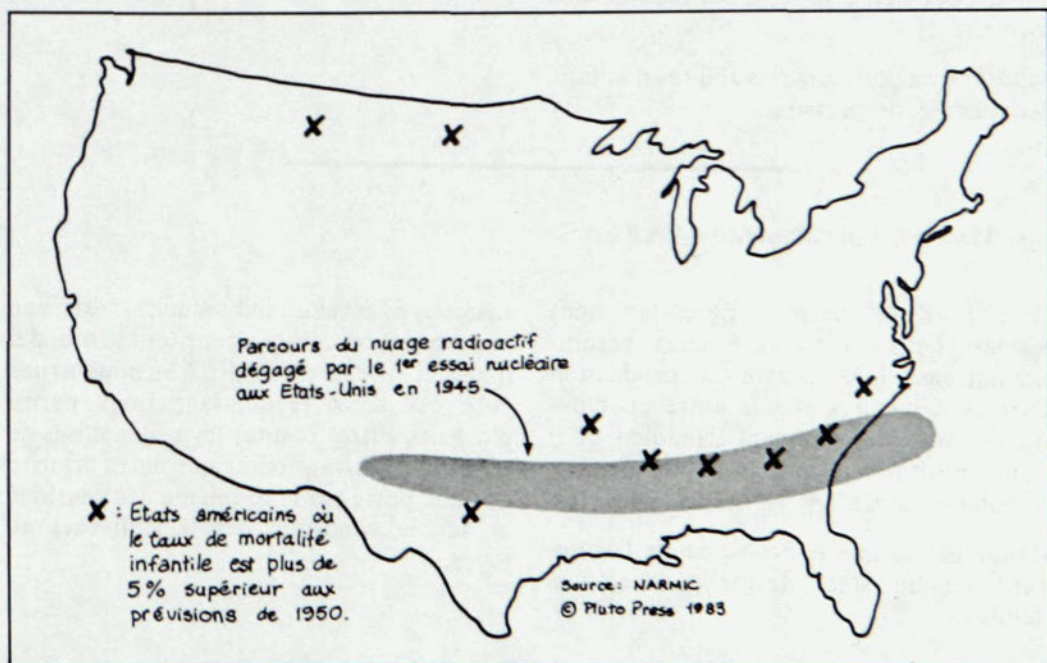 Parcours du nuage radioactif
dégagé par le 1er essai nucléaire
aux Etats-Unis en 1945.
X : Etats américains où
le taux de mortalité
infantile est plus de
5% supérieur aux
prévisions de 1950.
Source: NARMIC
© Pluto Press 1983